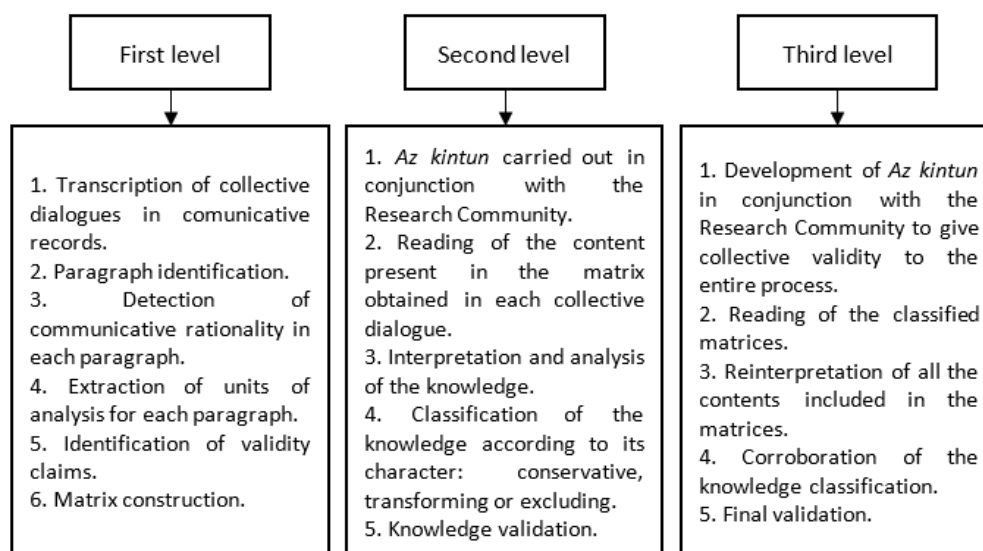 First level
1. Transcription of collective
dialogues in comunicative
records.
2. Paragraph identification.
3. Detection of
communicative rationality in
each paragraph.
4. Extraction of units of
analysis for each paragraph.
5. Identification of validity
claims.
6. Matrix construction.
Second level
1. Az kintun carried out in
conjunction with the
Research Community.
2. Reading of the content
present in the matrix
obtained in each collective
dialogue.
3. Interpretation and analysis
of the knowledge.
4. Classification of the
knowledge according to its
character: conservative,
transforming or excluding.
5. Knowledge validation.
Third level
1. Development of Az kintun
in conjunction with the
Research Community to give
collective validity to the
entire process.
2. Reading of the classified
matrices.
3. Reinterpretation of all the
contents included in the
matrices.
4. Corroboration of the
knowledge classification.
5. Final validation.